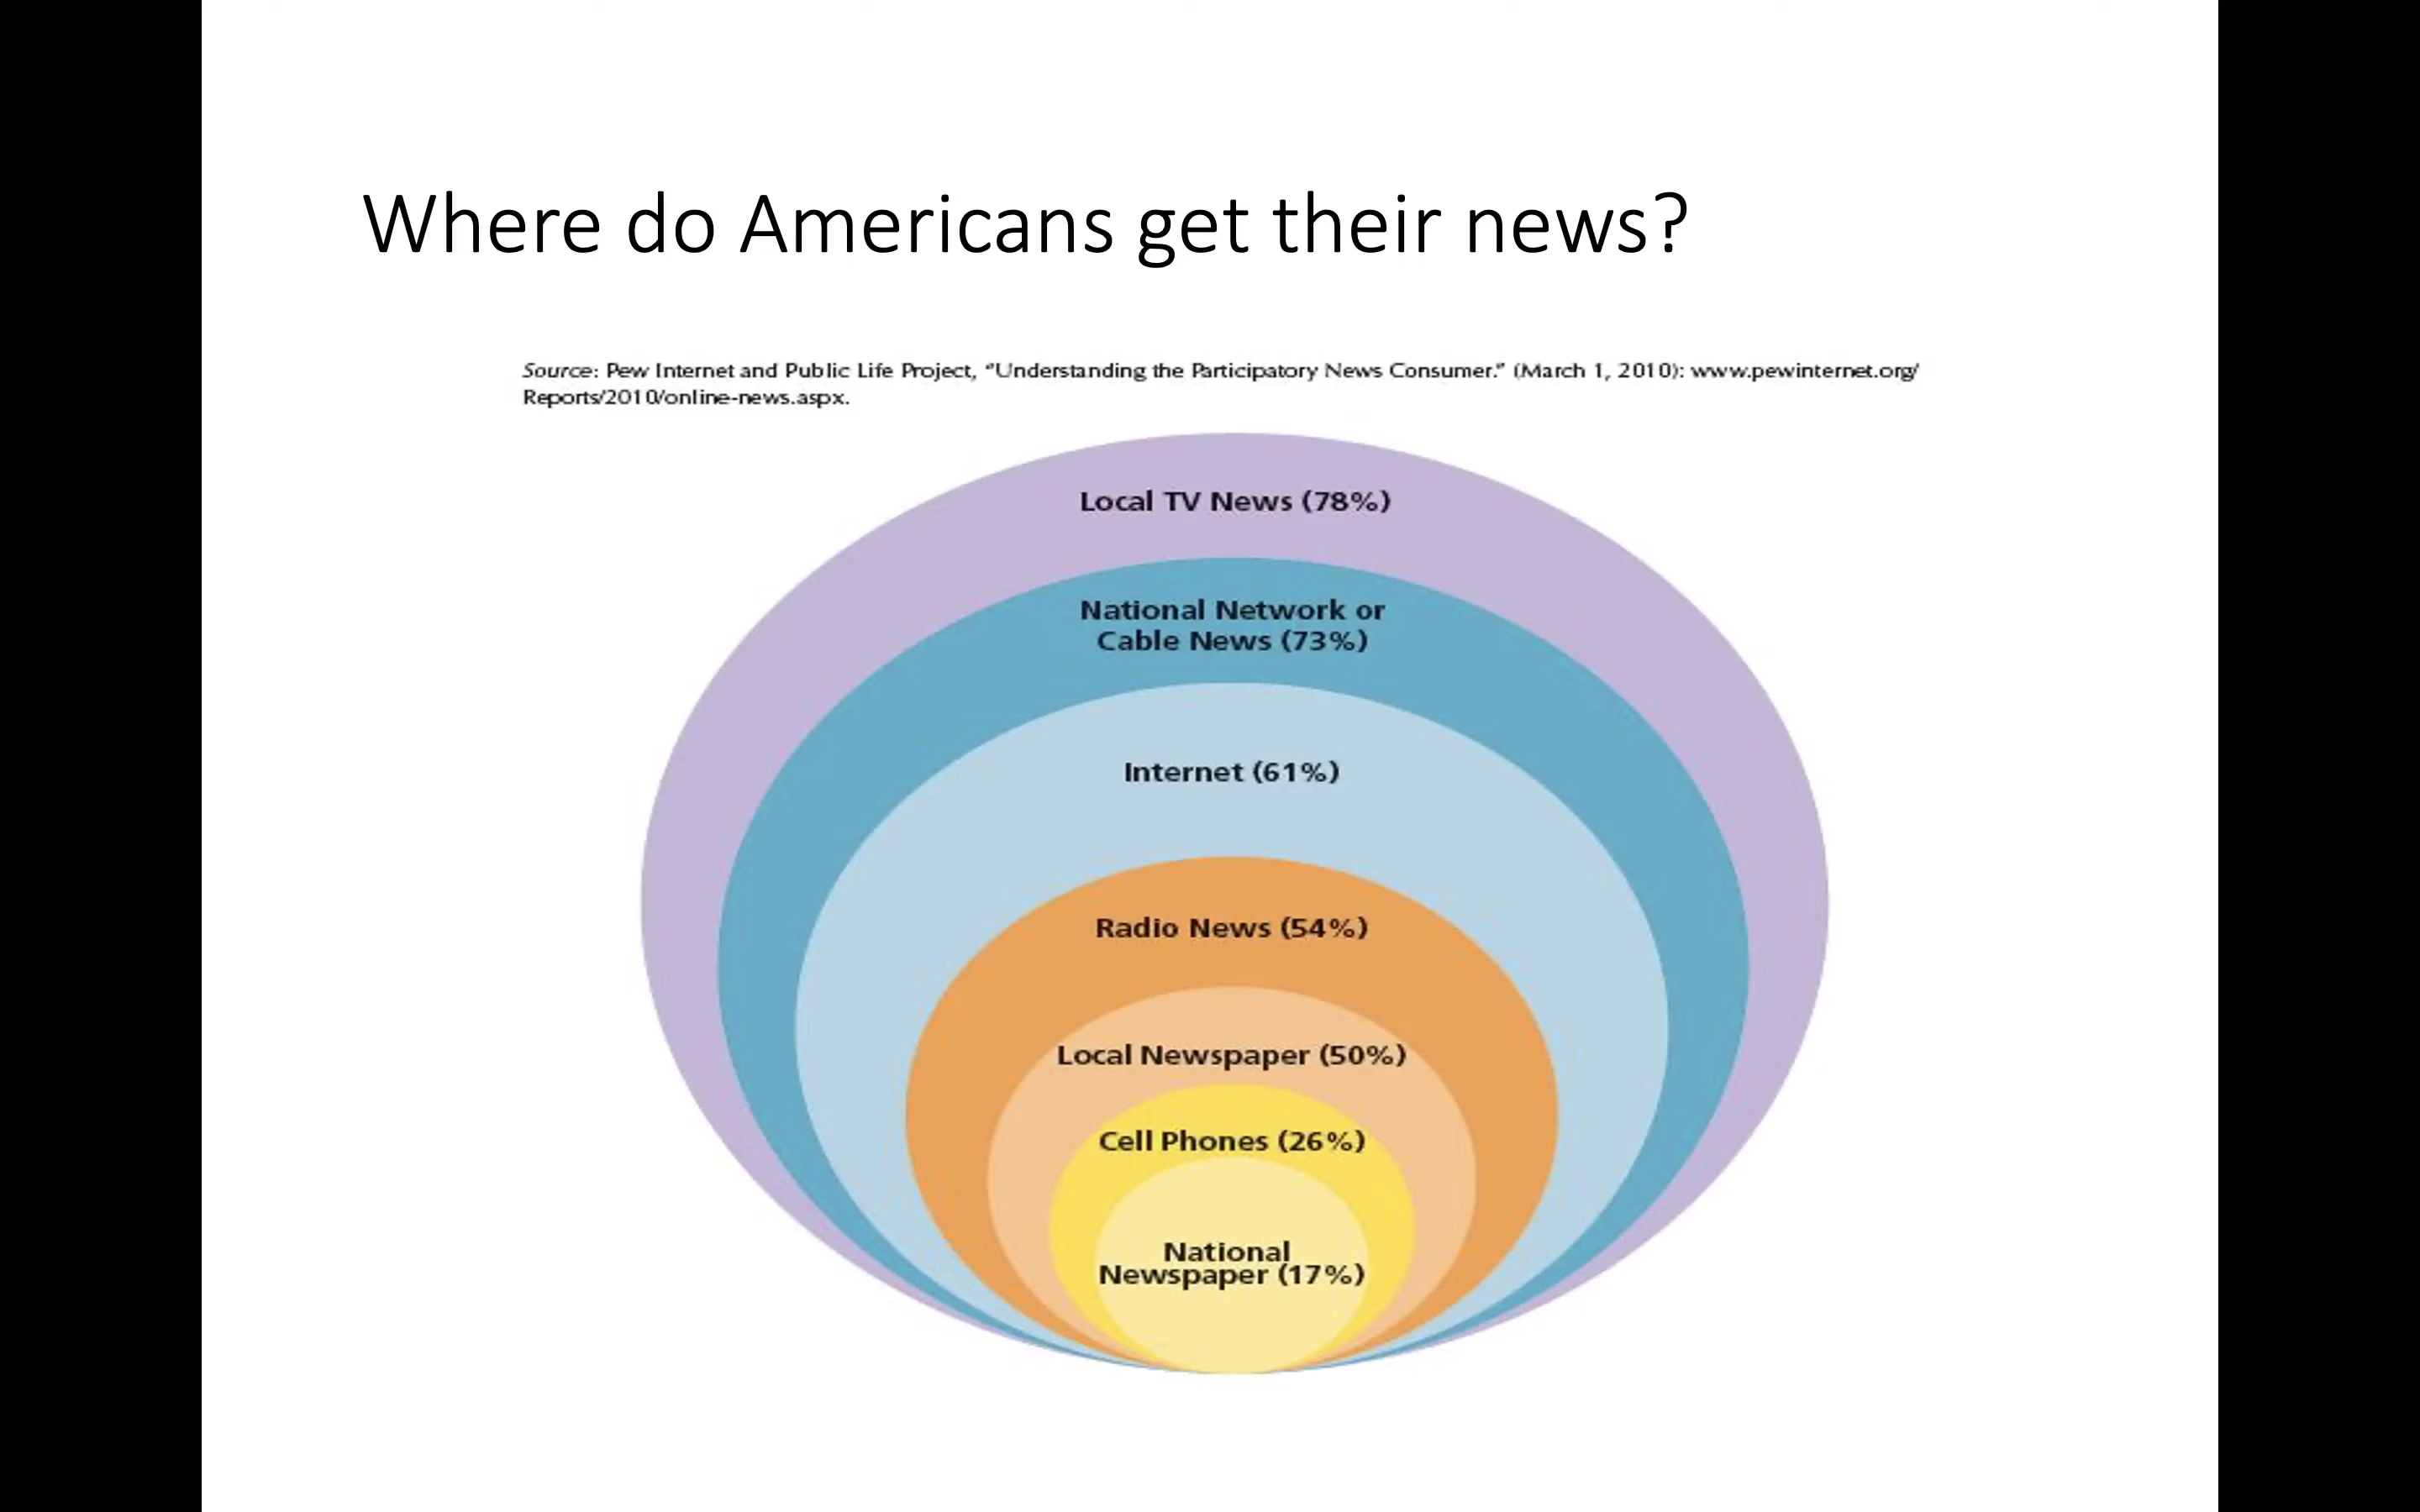 Where do Americans get their news?
Source: Pew Internet and Public Life Project, “Understanding the Participatory News Consumer.” (March 1, 2010): www.pewinternet.org/
Reports/2010/online-news.aspx.
Local TV News (78%)
National Network or
Cable News (73%)
Internet (61%)
Radio News (54%)
Local Newspaper (50%)
Cell Phones (26%)
National
Newspaper (17%)